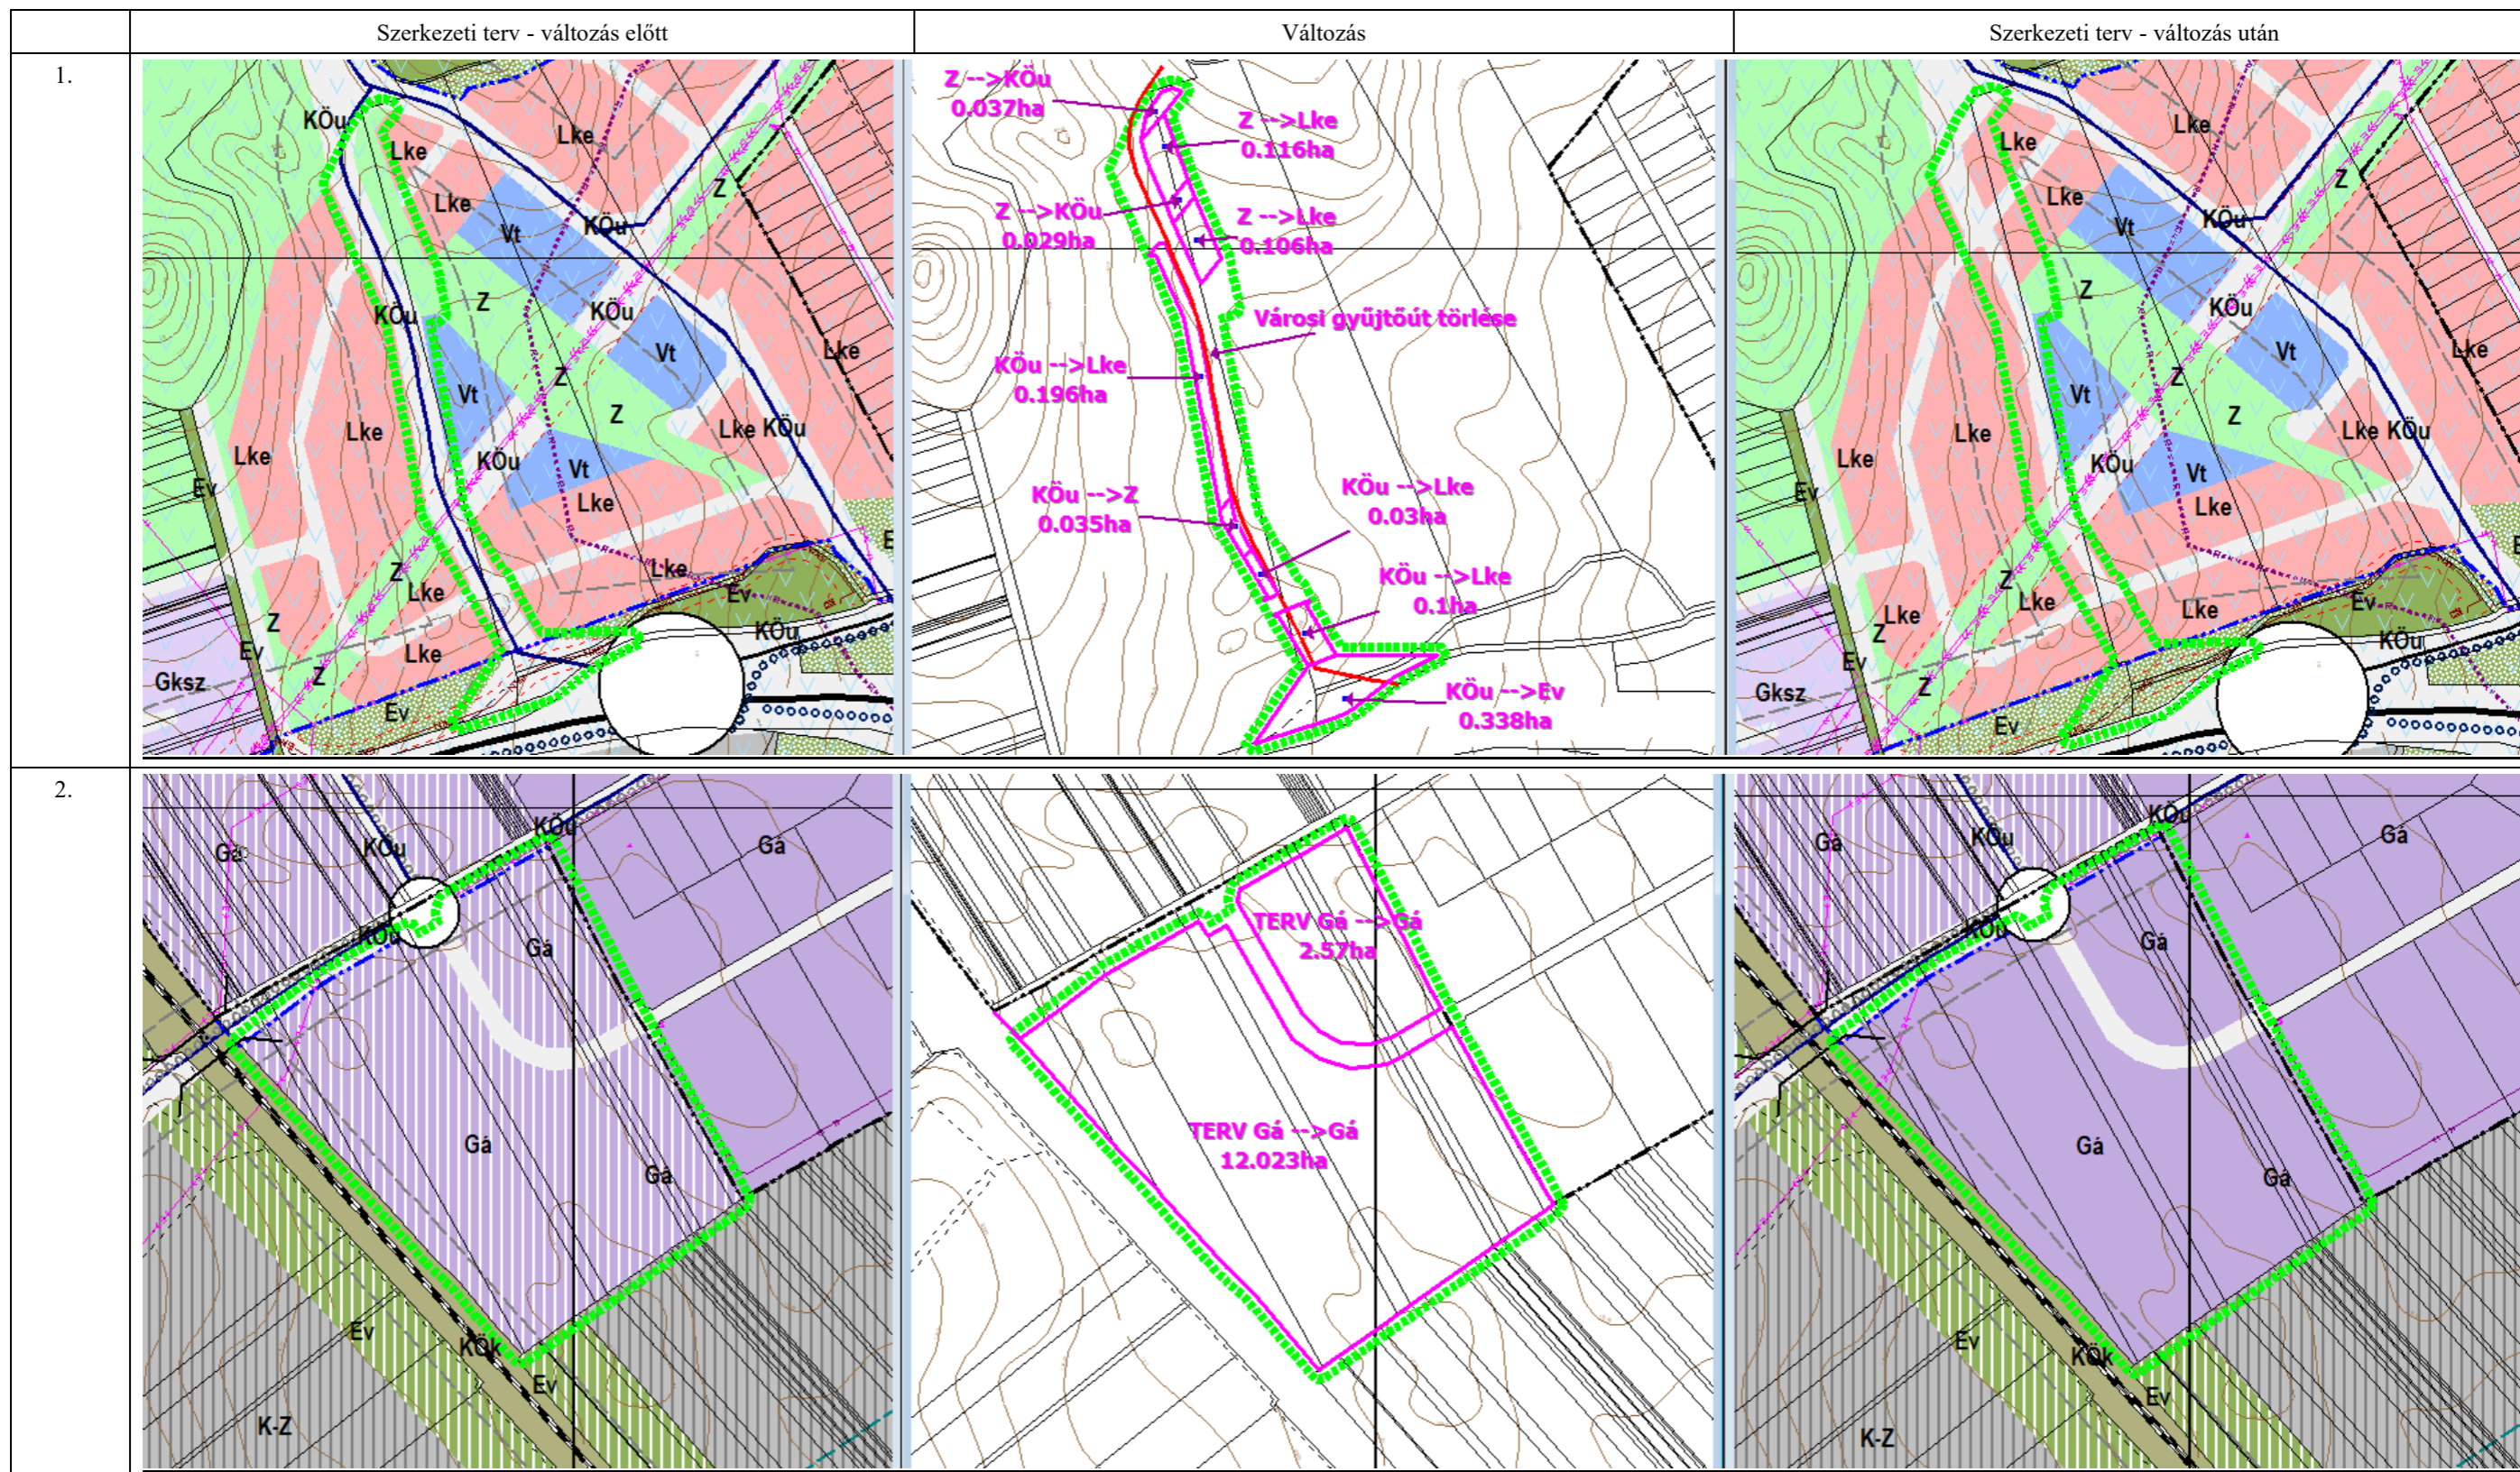 Szerkezeti terv - változás előtt
Változás
Szerkezeti terv - változás után
1.
KÖu
Lke
Lke
Lke
Z
Vt
KÖu
Z
KÖu
KÖu
Vt
Lke
Z
Vt
Z
Lke
Lke
KÖu
Lke
KÖu
Vt
Ev
Lke
Z
Lke
Lke
Ev
Z
KÖu
Ev
Lke
Z
Gksz
Ev
Z -->KÖu
0.037ha
Z -->Lke
0.116ha
Z -->KÖu
0.029ha
Z -->Lke
0.106ha
Városi gyűjtőút törlése
KÖu -->Lke
0.196ha
KÖu -->Z
0.035ha
KÖu -->Lke
0.03ha
KÖu -->Lke
0.1ha
KÖu -->Ev
0.338ha
Lke
Lke
Z
Lke
Vt
KÖu
Z
KÖu
Vt
Lke
Z
Vt
Z
Lke
Lke KÖu
Lke
KÖu
Vt
Ev
Lke
Z
Lke
Lke
Ev
Lke
Z
KÖu
Ev
Gksz
Z
Ev
2.
KÖu
Gá
KÖu
Gá
KÖu
Gá
Gá
Gá
Ev
KÖk
Ev
K-Z
TERV Gá -->Gá
2.57ha
TERV Gá -->Gá
12.023ha
KÖu
Gá
KÖu
Gá
KÖu
Gá
Gá
Gá
Ev
KÖk
Ev
K-Z